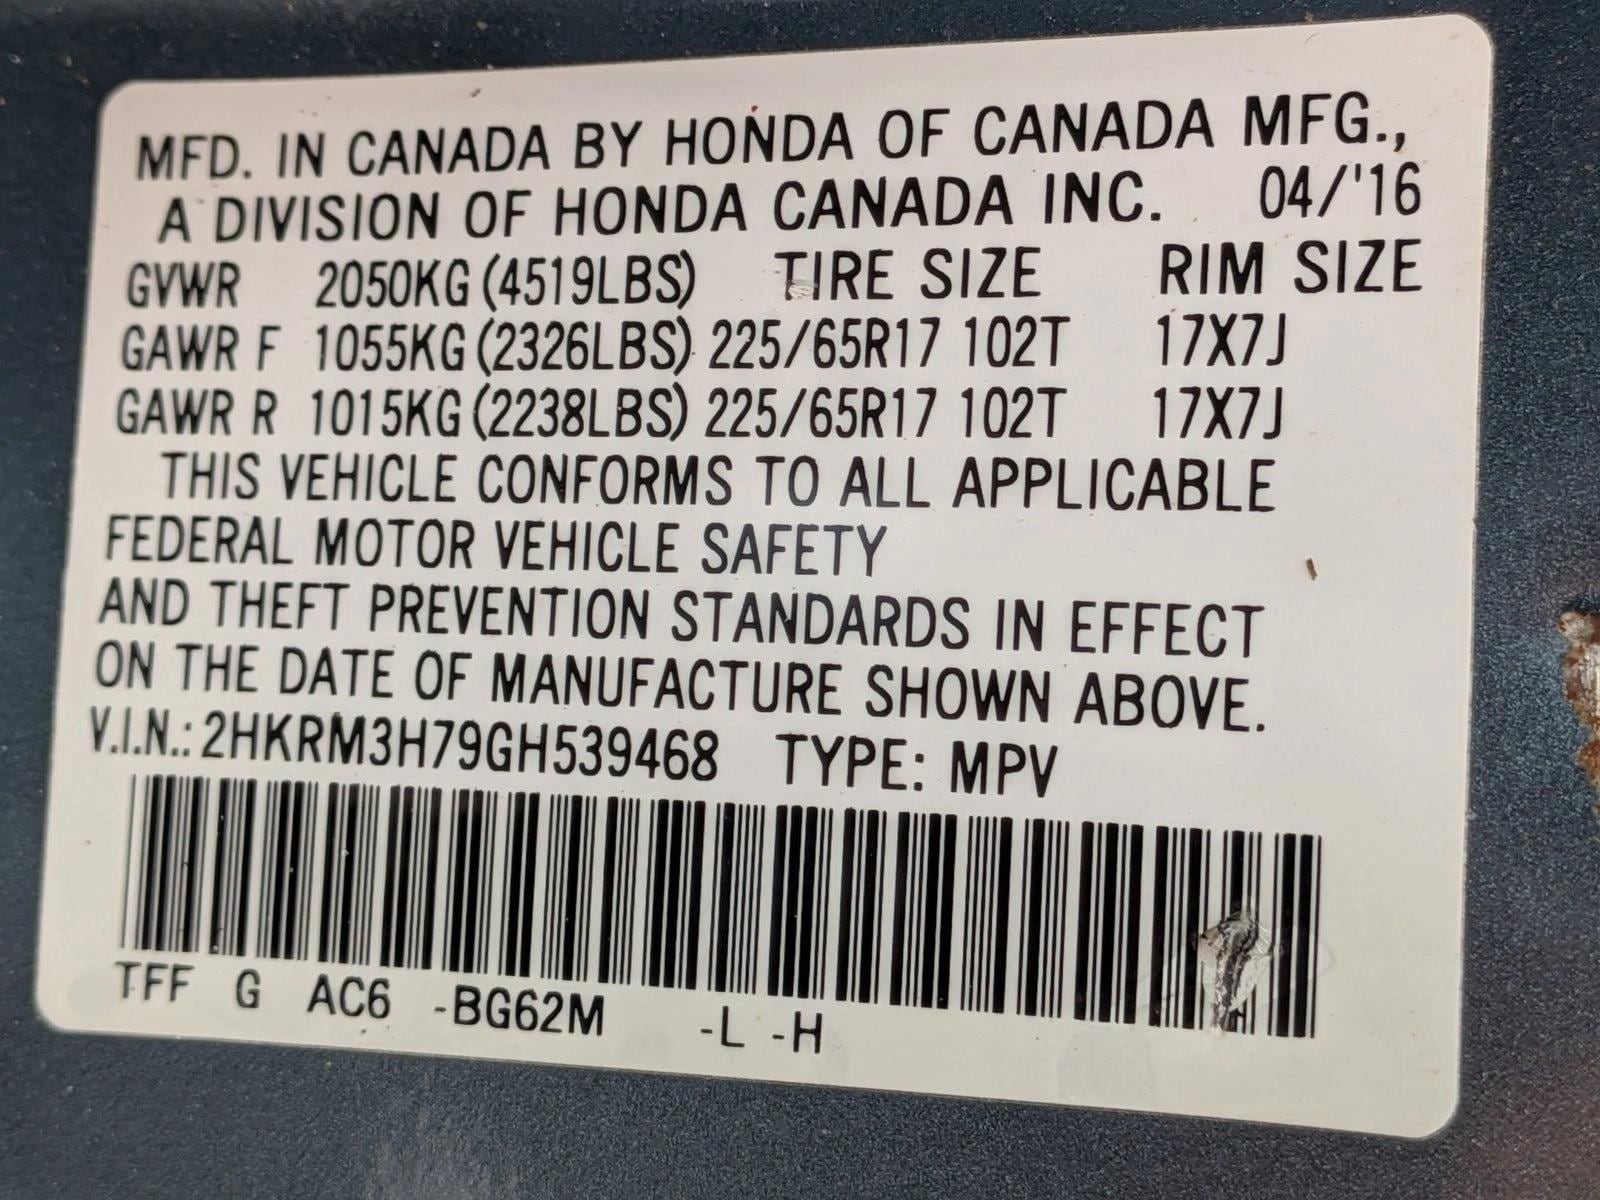 MFD. IN CANADA BY HONDA OF CANADA MFG.,
A DIVISION OF HONDA CANADA INC. 04/'16
GVWR 2050KG (4519LBS) TIRE SIZE RIM SIZE
GAWR F 1055KG (2326LBS) 225/65R17 102T 17X7J
GAWR R 1015KG (2238LBS) 225/65R17 102T 17X7J
THIS VEHICLE CONFORMS TO ALL APPLICABLE
FEDERAL MOTOR VEHICLE SAFETY
AND THEFT PREVENTION STANDARDS IN EFFECT
ON THE DATE OF MANUFACTURE SHOWN ABOVE.
V.I.N.: 2HKRM3H79GH539468 TYPE: MPV
TFF G AC6 -BG62M -L -H